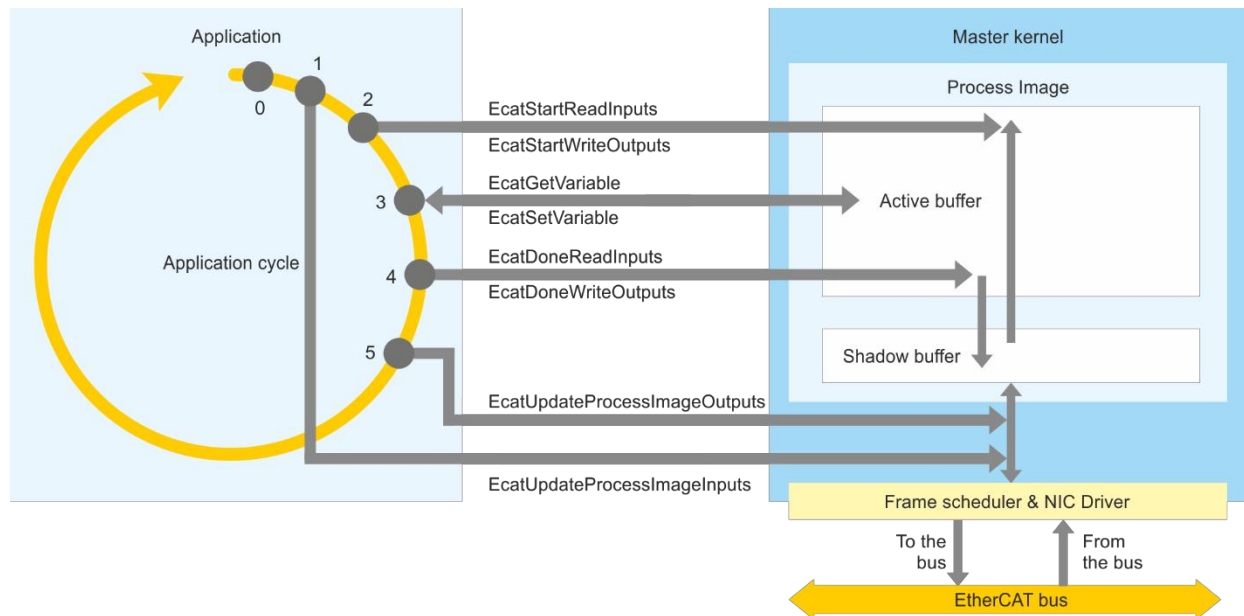 Application
Master kernel
0
1
2
3
4
5
Application cycle
EcatStartReadInputs
EcatStartWriteOutputs
EcatGetVariable
EcatSetVariable
EcatDoneReadInputs
EcatDoneWriteOutputs
EcatUpdateProcessImageOutputs
EcatUpdateProcessImageInputs
Process Image
Active buffer
Shadow buffer
Frame scheduler & NIC Driver
To the
bus
From
the bus
EtherCAT bus